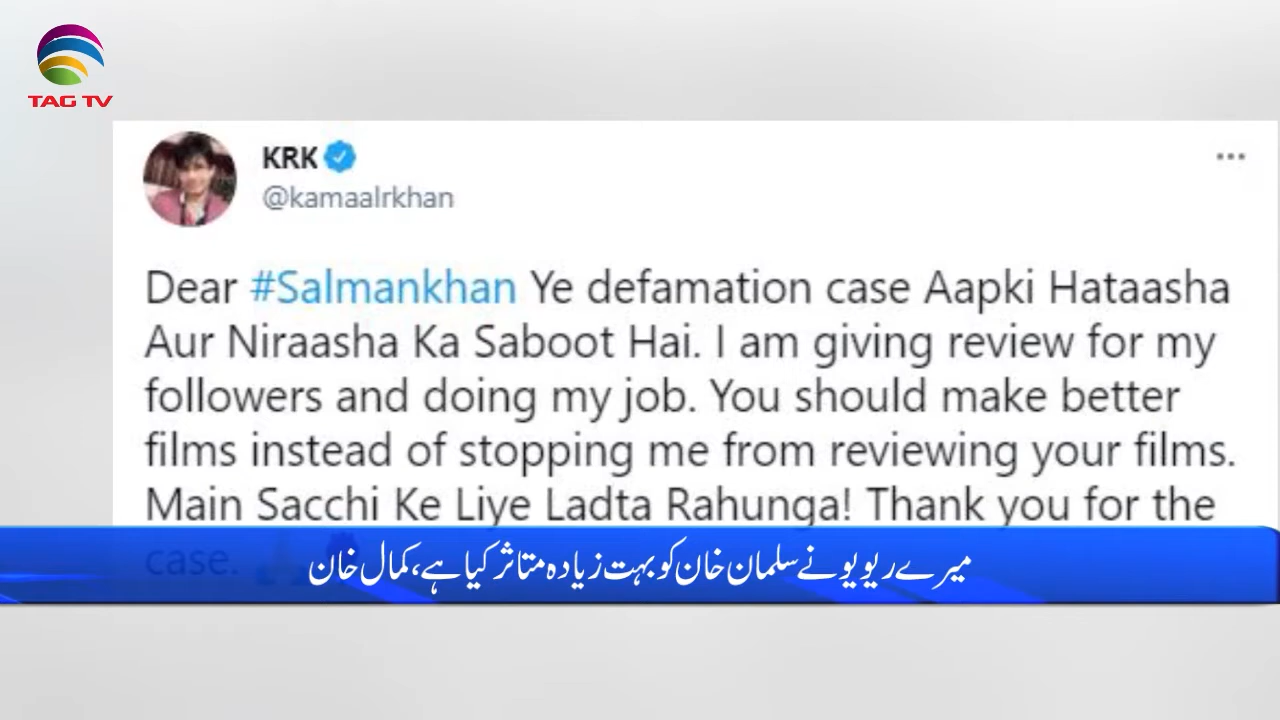 TAG TV
KRK
@kamaalrkhan
Dear #Salmankhan Ye defamation case Aapki Hataasha
Aur Niraasha Ka Saboot Hai. I am giving review for my
followers and doing my job. You should make better
films instead of stopping me from reviewing your films.
Main Sacchi Ke Liye Ladta Rahunga! Thank you for the
case.
میرے ریویو نے سلمان خان کو بہت زیادہ متاثر کیا ہے، کمال خان